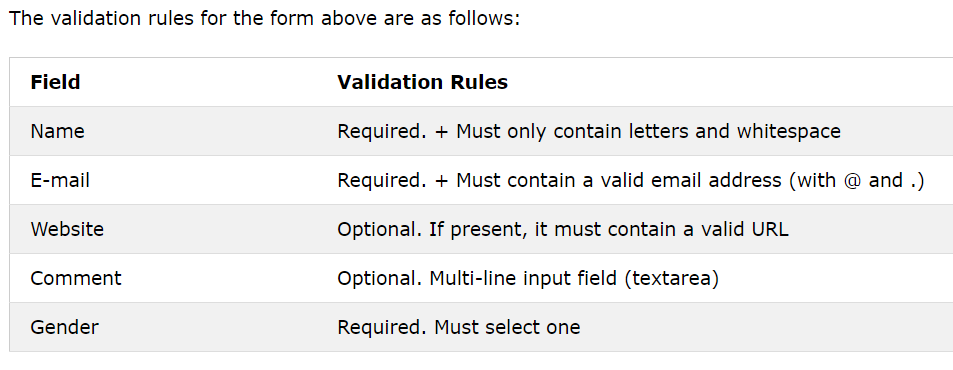 The validation rules for the form above are as follows:
Field Validation Rules
Name Required. + Must only contain letters and whitespace
E-mail Required. + Must contain a valid email address (with @ and .)
Website Optional. If present, it must contain a valid URL
Comment Optional. Multi-line input field (textarea)
Gender Required. Must select one